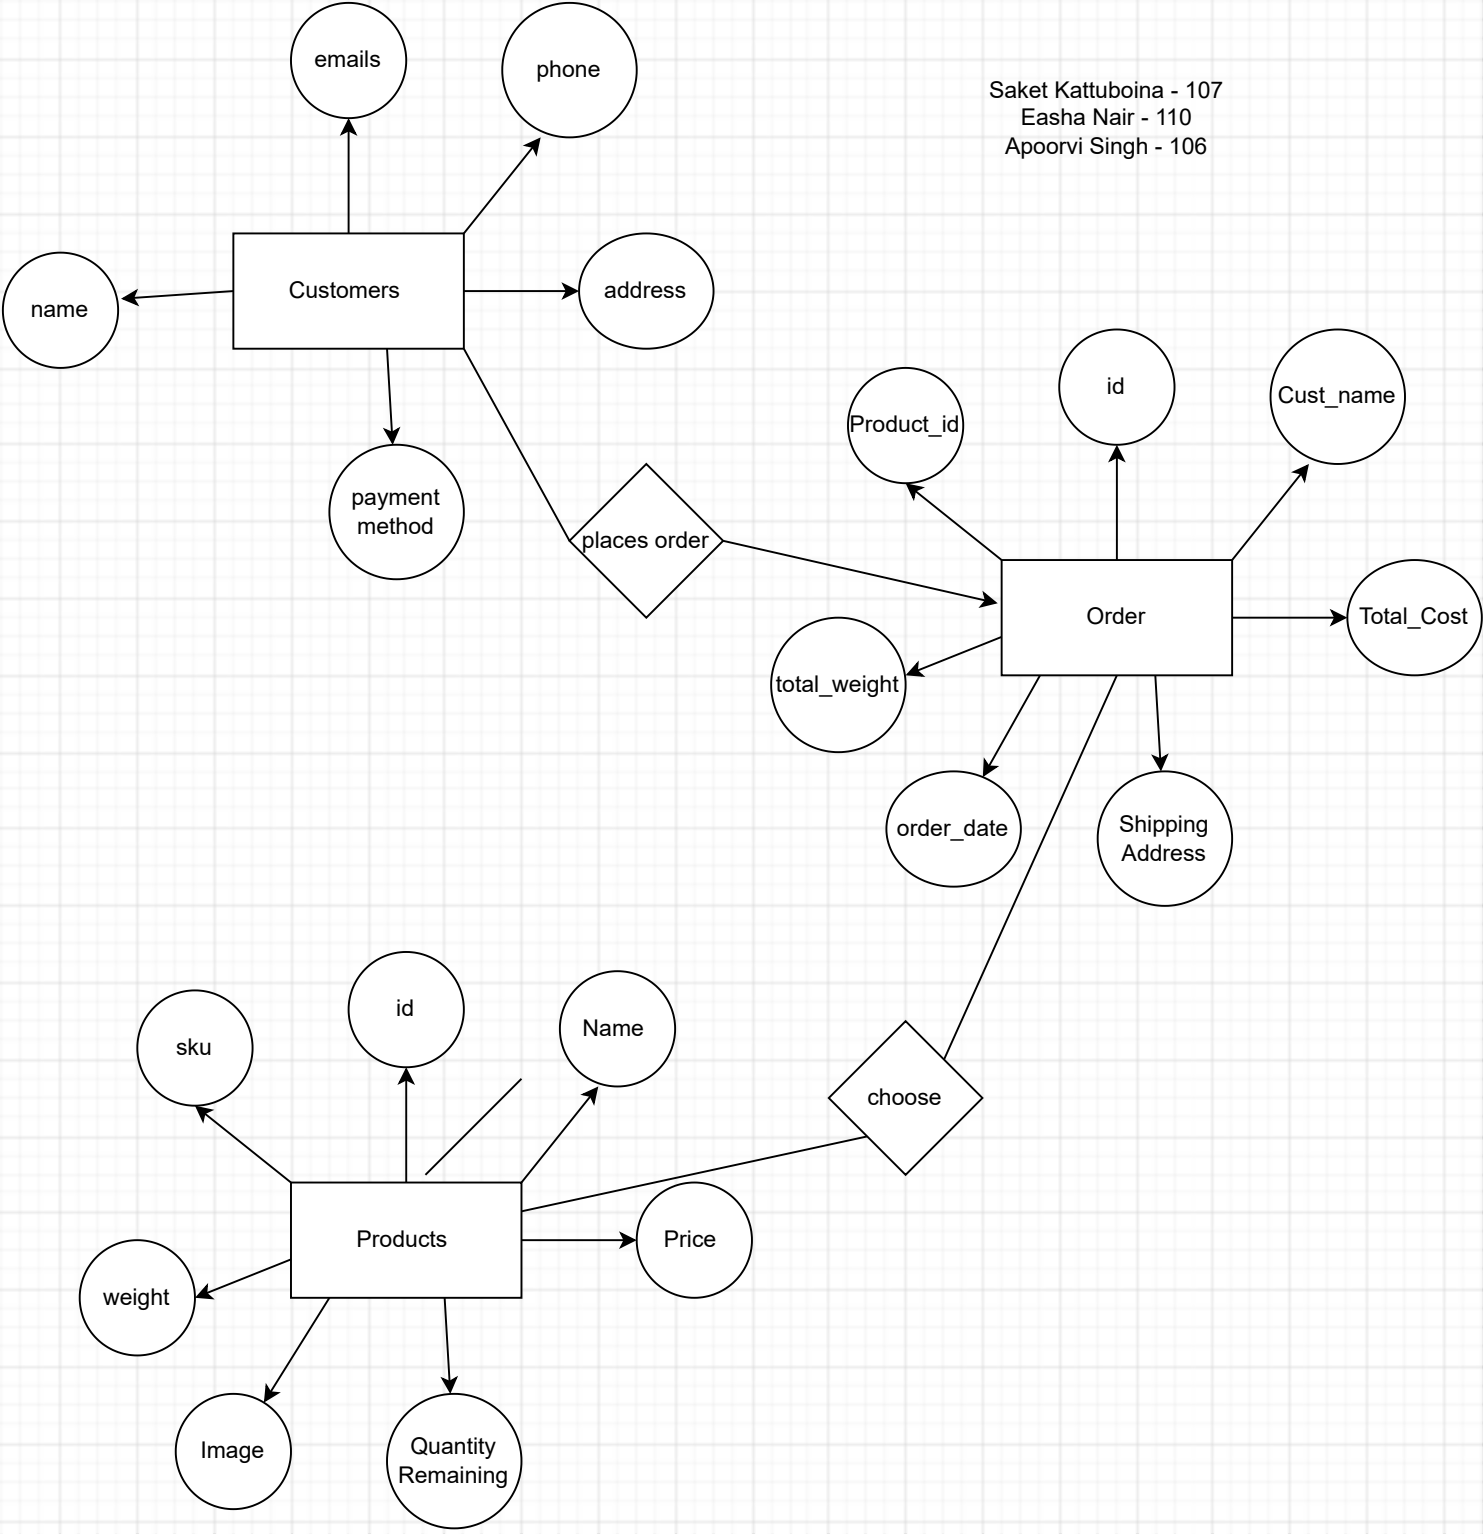 emails
phone
Saket Kattuboina - 107
Easha Nair - 110
Apoorvi Singh - 106
name
Customers
address
payment
method
places order
Product_id
id
Cust_name
Order
Total_Cost
total_weight
order_date
Shipping
Address
sku
id
Name
choose
Products
Price
weight
Image
Quantity
Remaining